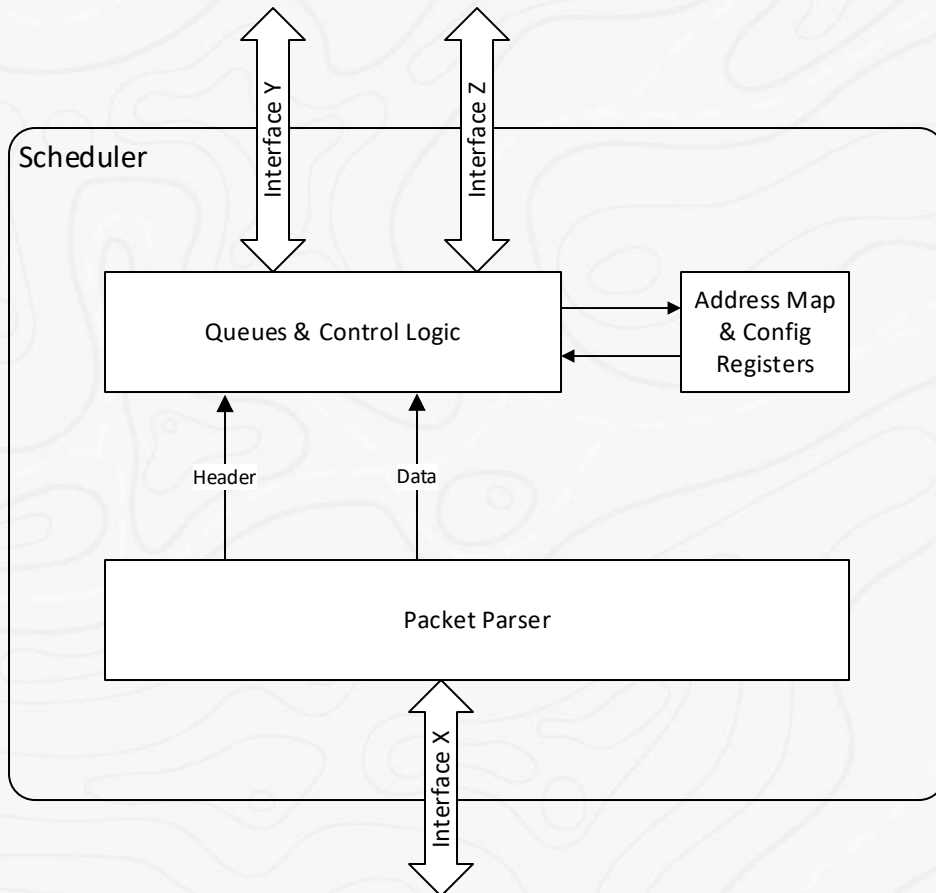 Interface Y
Interface Z
Scheduler
Queues & Control Logic
Address Map
& Config
Registers
Header
Data
Packet Parser
Interface X